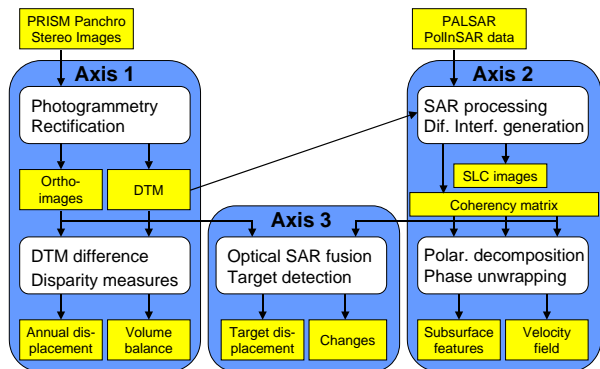 PRISM Panchro
Stereo Images
PALSAR
PolInSAR data
Axis 1
Axis 2
Photogrammetry
Rectification
SAR processing
Dif. Interf. generation
Ortho-
images
DTM
SLC images
Coherency matrix
Axis 3
DTM difference
Disparity measures
Optical SAR fusion
Target detection
Polar. decomposition
Phase unwrapping
Annual dis-
placement
Volume
balance
Target dis-
placement
Changes
Subsurface
features
Velocity
field